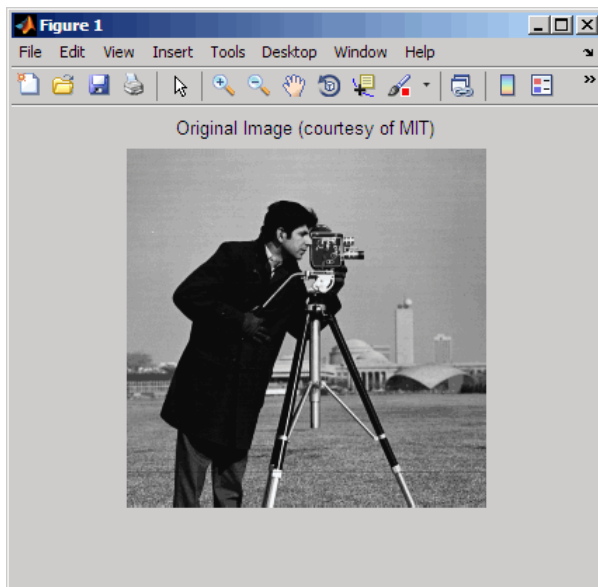 Figure 1
File Edit View Insert Tools Desktop Window Help
Original Image (courtesy of MIT)